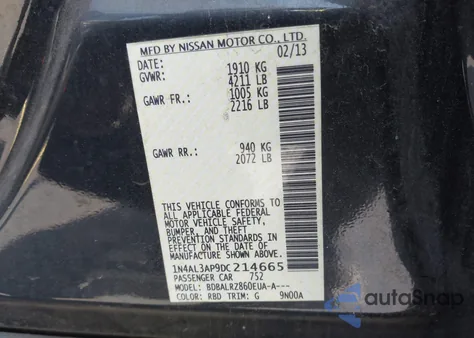 MFD BY NISSAN MOTOR CO., LTD.
DATE: 02/13
GVWR: 1910 KG
4211 LB
GAWR FR.: 1005 KG
2216 LB
GAWR RR.: 940 KG
2072 LB
THIS VEHICLE CONFORMS TO
ALL APPLICABLE FEDERAL
MOTOR VEHICLE SAFETY,
BUMPER, AND THEFT
PREVENTION STANDARDS IN
EFFECT ON THE DATE OF
MANUFACTURE SHOWN ABOVE.
1N4AL3AP9DC214665
PASSENGER CAR 752
MODEL: BDBALRZ860EUA-A---
COLOR: RBD TRIM: G 9N00A
autoSnap